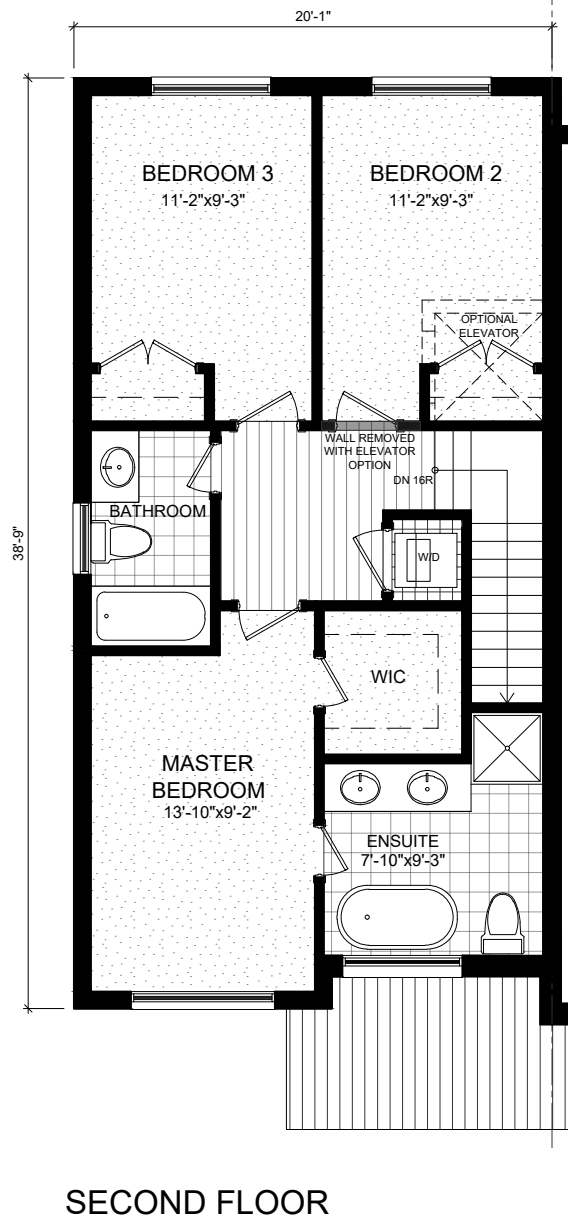 20'-1"
BEDROOM 3
11'-2"x9'-3"
BEDROOM 2
11'-2"x9'-3"
OPTIONAL
ELEVATOR
WALL REMOVED
WITH ELEVATOR
OPTION
DN 16R
BATHROOM
38'-9"
W/D
WIC
MASTER
BEDROOM
13'-10"x9'-2"
ENSUITE
7'-10"x9'-3"
SECOND FLOOR